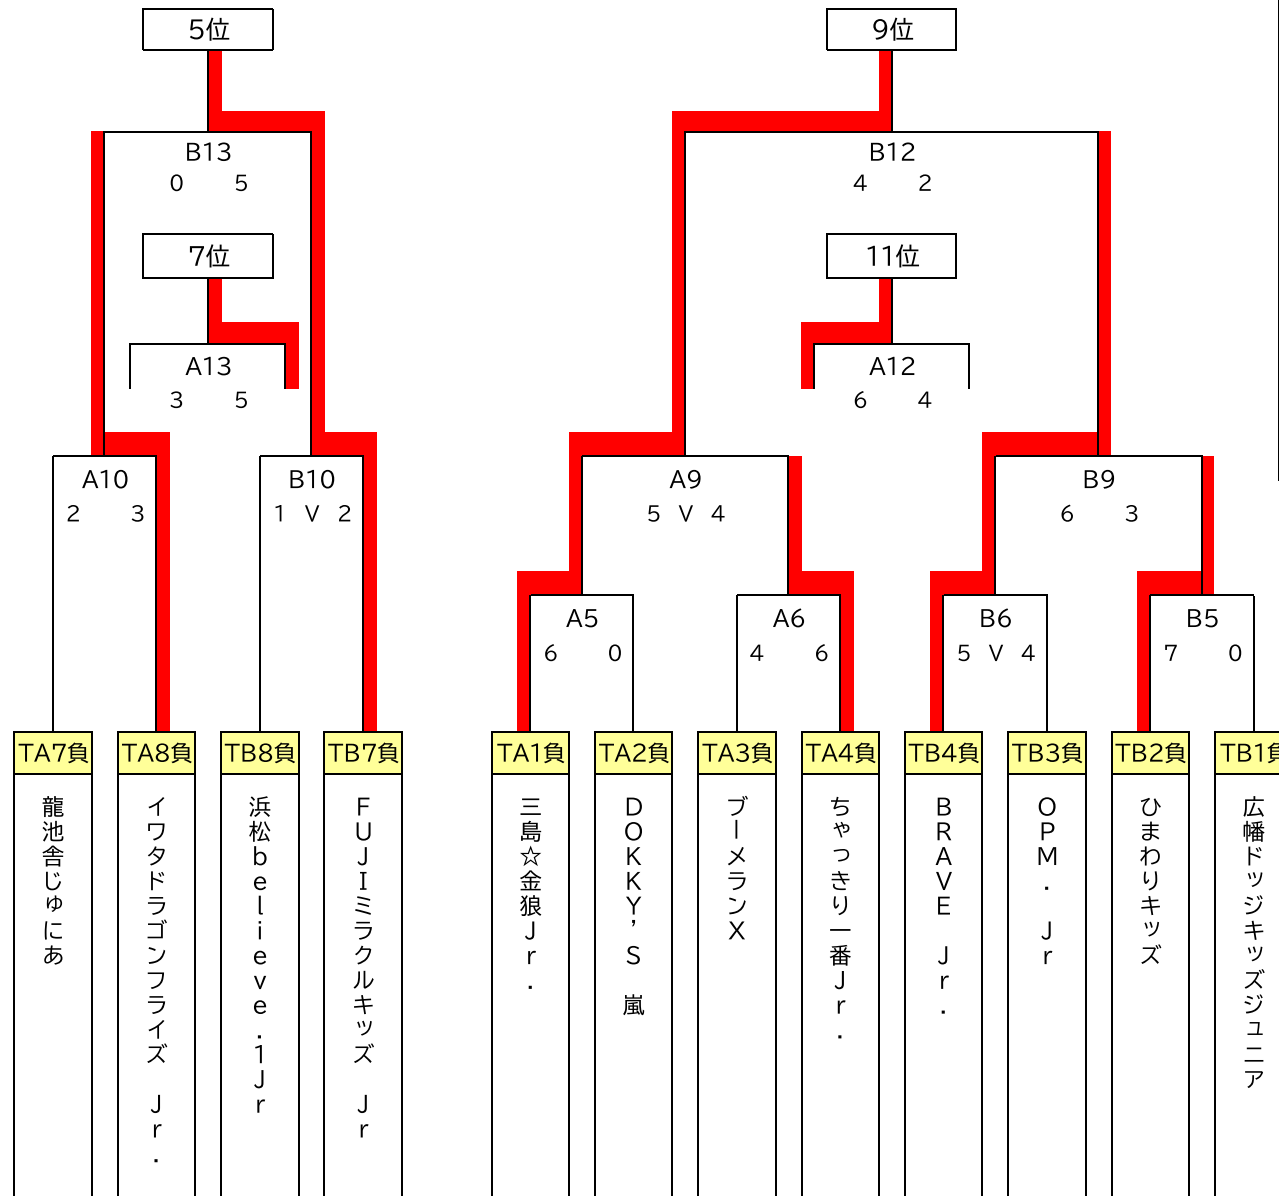 5位
9位
B13
0 5
B12
4 2
7位
11位
A13
3 5
A12
6 4
A10
2 3
B10
1 V 2
A9
5 V 4
B9
6 3
A5
6 0
A6
4 6
B6
5 V 4
B5
7 0
TA7負
TA8負
TB8負
TB7負
TA1負
TA2負
TA3負
TA4負
TB4負
TB3負
TB2負
TB1負
龍池舎じゅにあ
イワタドラゴンフライズ Jr.
浜松believe.1Jr
FUJIミラクルキッズ Jr
三島☆金狼Jr.
DOKKY'S 嵐
ブーメランX
ちゃっきり一番Jr.
BRAVE Jr.
OPM. Jr
ひまわりキッズ
広幡ドッジキッズジュニア